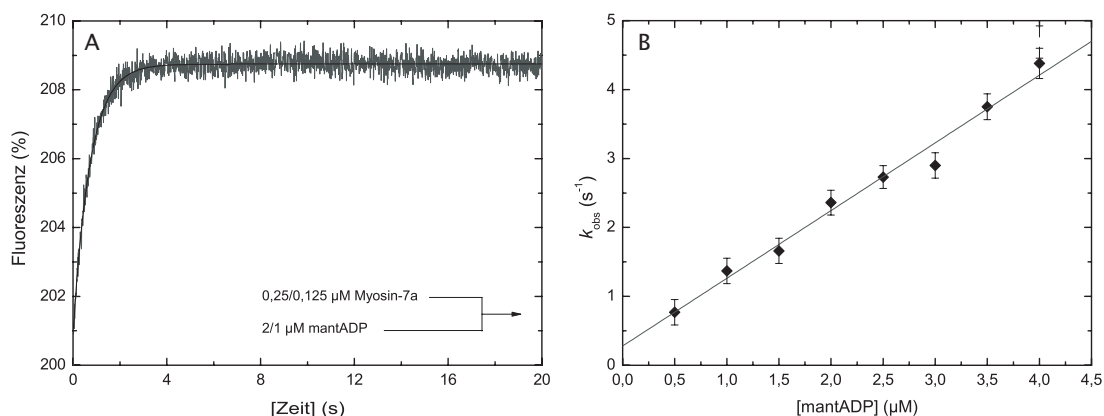 A
210
208
206
204
202
200
Fluoreszenz (%)
0,25/0,125 µM Myosin-7a
2/1 µM mantADP
0 4 8 12 16 20
[Zeit] (s)
B
5
4
3
2
1
0
k_obs (s⁻¹)
0,0 0,5 1,0 1,5 2,0 2,5 3,0 3,5 4,0 4,5
[mantADP] (µM)